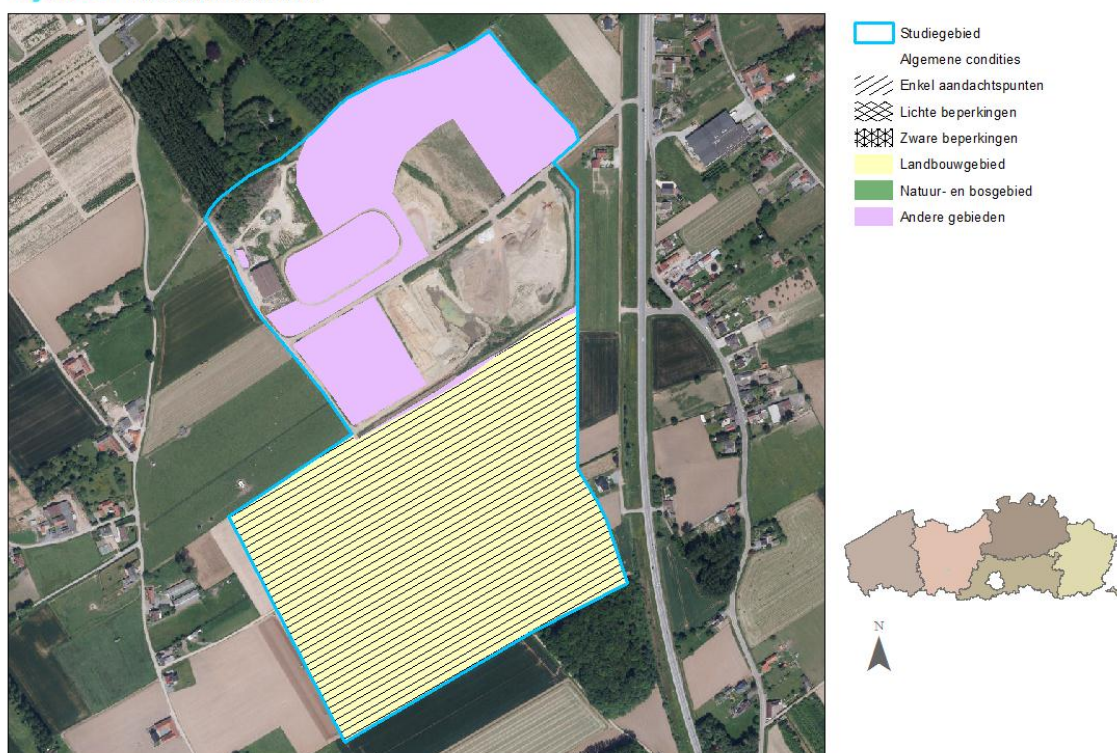 Studiegebied
Algemene condities
Enkel aandachtspunten
Lichte beperkingen
Zware beperkingen
Landbouwgebied
Natuur- en bosgebied
Andere gebieden
N